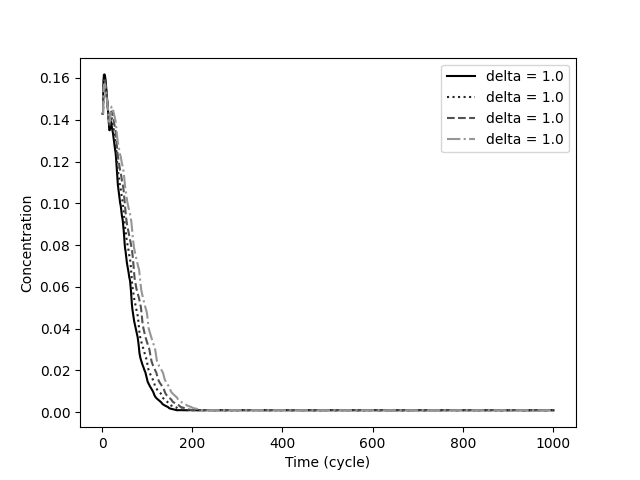 0.16
0.14
0.12
0.10
0.08
0.06
0.04
0.02
0.00
Concentration
0 200 400 600 800 1000
Time (cycle)
delta = 1.0
delta = 1.0
delta = 1.0
delta = 1.0